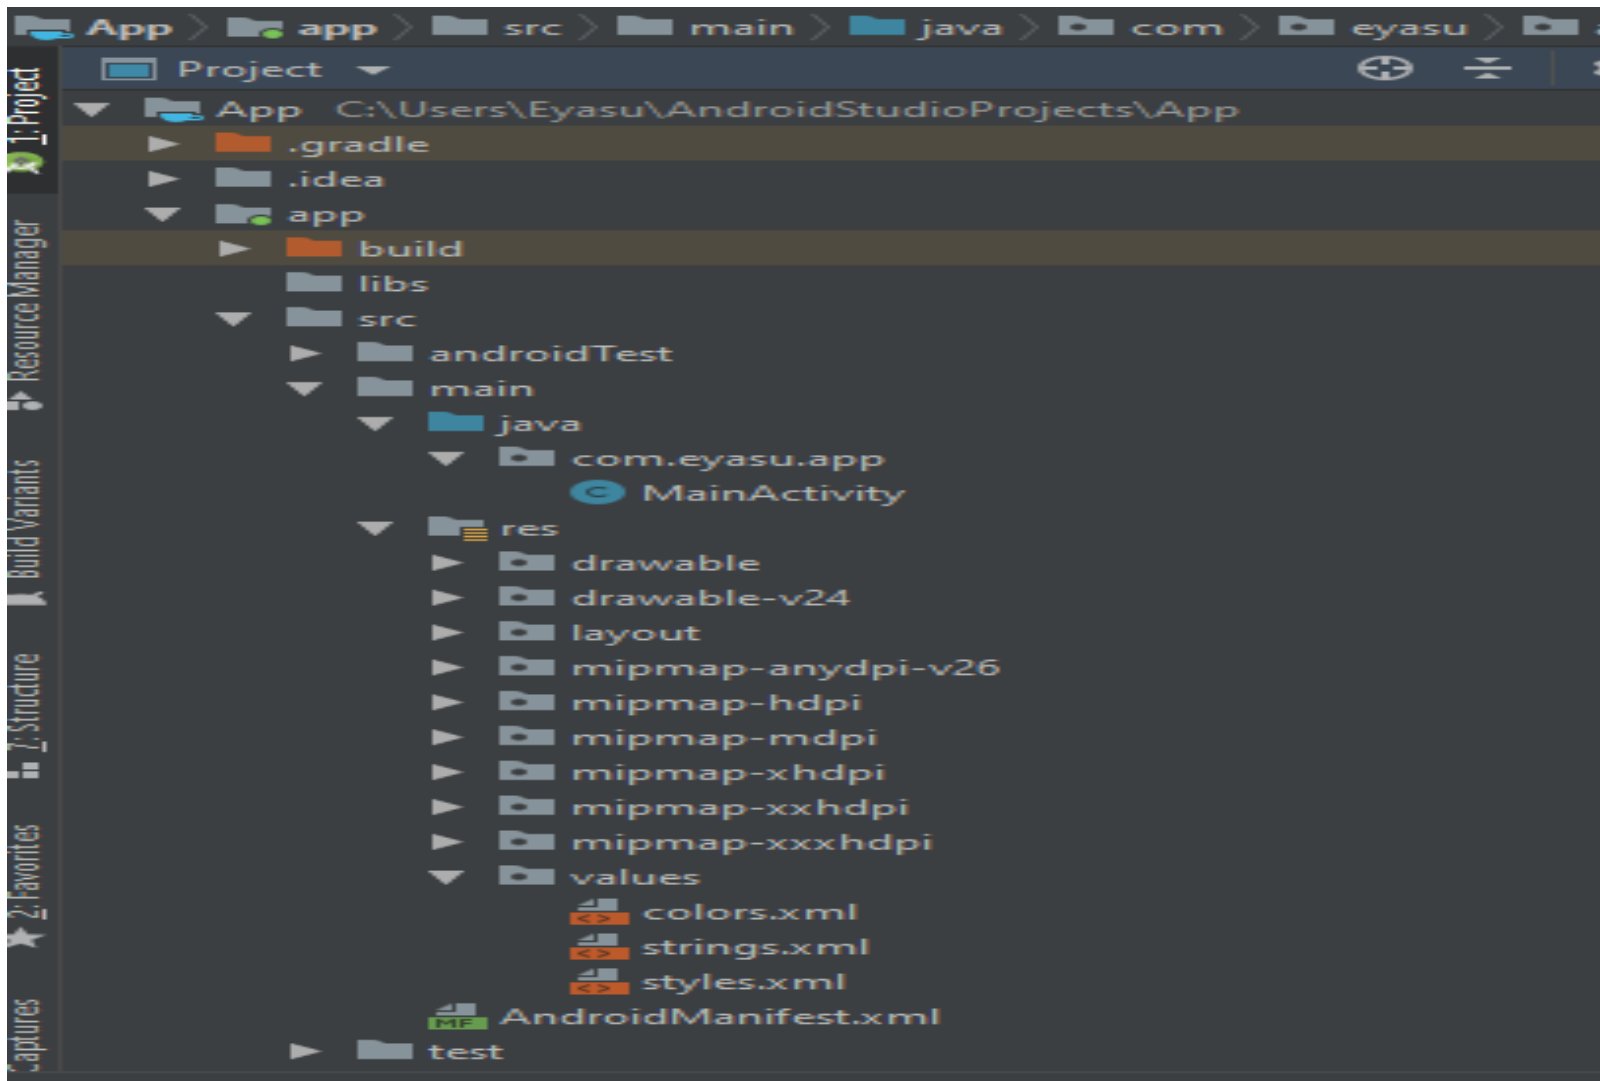 App app src main java com eyasu
Project
App C:\Users\Eyasu\AndroidStudioProjects\App
.gradle
.idea
app
build
libs
src
androidTest
main
java
com.eyasu.app
MainActivity
res
drawable
drawable-v24
layout
mipmap-anydpi-v26
mipmap-hdpi
mipmap-mdpi
mipmap-xhdpi
mipmap-xxhdpi
mipmap-xxxhdpi
values
colors.xml
strings.xml
styles.xml
MF AndroidManifest.xml
test
1: Project
Resource Manager
Build Variants
7: Structure
2: Favorites
Captures